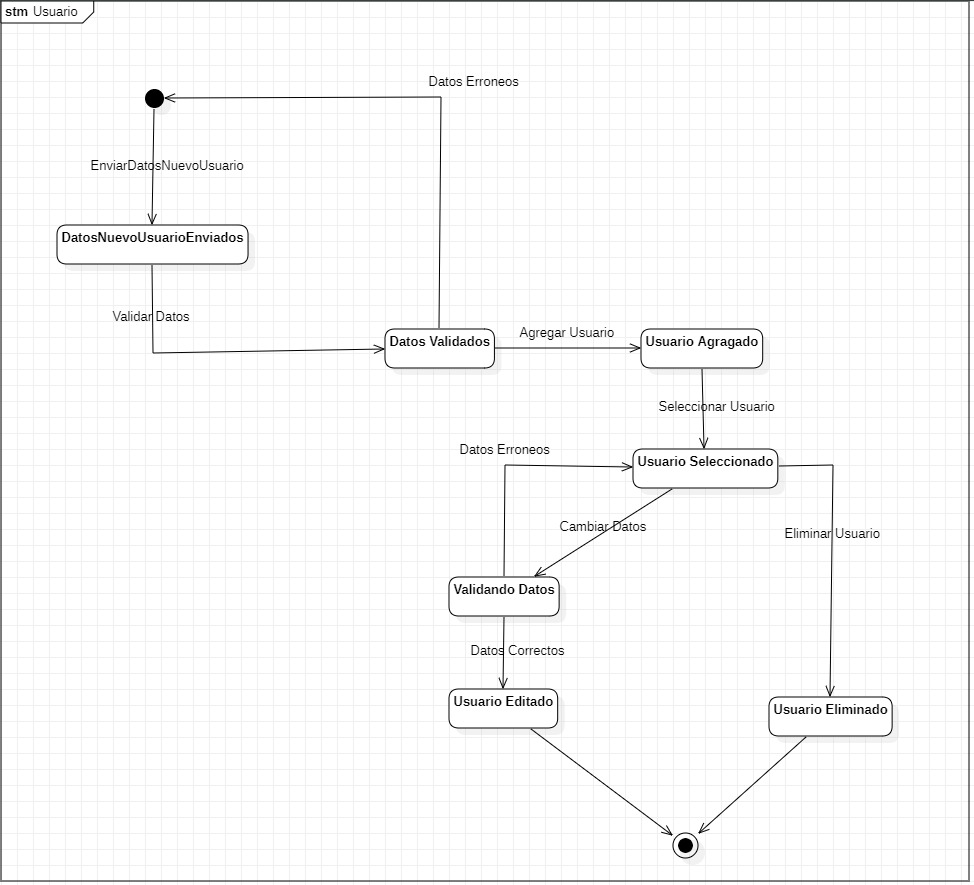 stm Usuario
Datos Erroneos
EnviarDatosNuevoUsuario
DatosNuevoUsuarioEnviados
Validar Datos
Datos Validados
Agregar Usuario
Usuario Agragado
Seleccionar Usuario
Datos Erroneos
Usuario Seleccionado
Cambiar Datos
Eliminar Usuario
Validando Datos
Datos Correctos
Usuario Editado
Usuario Eliminado